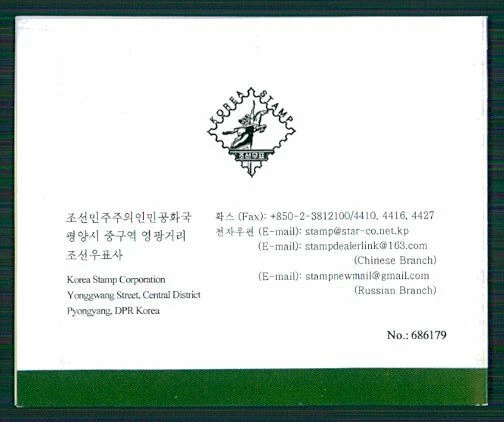 KOREA STAMP
조선우표
조선민주주의인민공화국
평양시 중구역 영광거리
조선우표사
Korea Stamp Corporation
Yonggwang Street, Central District
Pyongyang, DPR Korea
확스 (Fax): +850-2-3812100/4410, 4416, 4427
전자우편 (E-mail): stamp@star-co.net.kp
(E-mail): stampdealerlink@163.com
(Chinese Branch)
(E-mail): stampnewmail@gmail.com
(Russian Branch)
No.: 686179